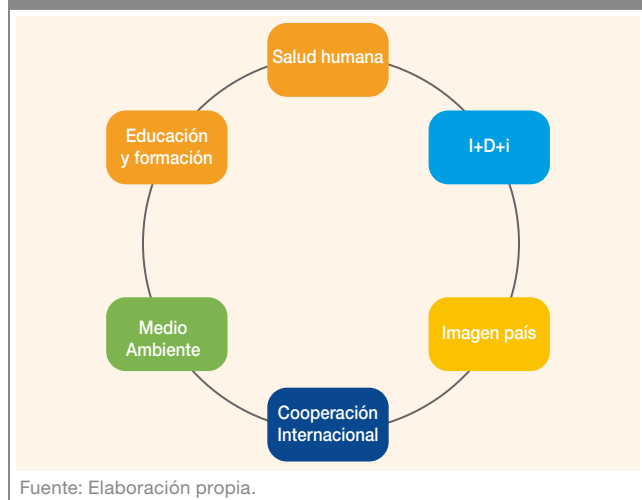 Salud humana
Educación
y formación
I+D+i
Medio
Ambiente
Imagen país
Cooperación
Internacional
Fuente: Elaboración propia.